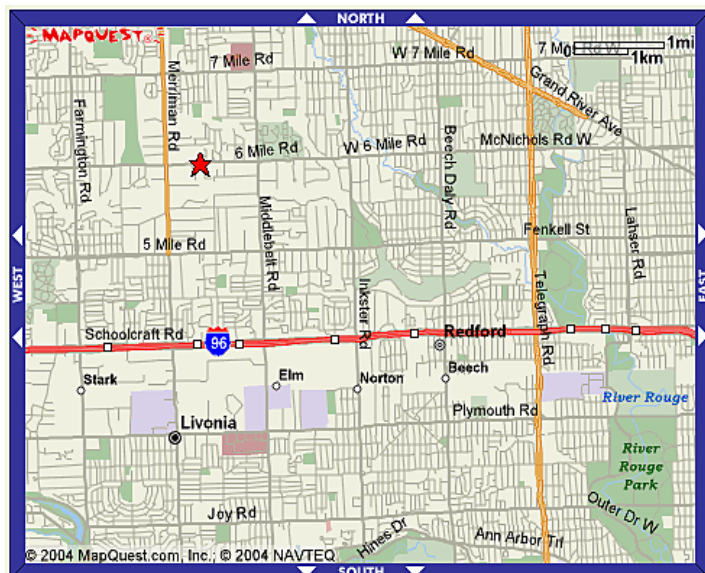 NORTH
MAPQUEST
7 Mile Rd
W 7 Mile Rd
7 M Rd W
0 1mi
1km
Grand River Ave
Farmington Rd
Merriman Rd
6 Mile Rd
W 6 Mile Rd
Beech Daly Rd
McNichols Rd W
Middlebelt Rd
5 Mile Rd
Fenkell St
Lahser Rd
WEST
EAST
Inkster Rd
Telegraph Rd
Schoolcraft Rd
96
Redford
Stark
Elm
Norton
Beech
River Rouge
Livonia
Plymouth Rd
River
Rouge
Park
Joy Rd
Outer Dr W
Hines Dr
Ann Arbor Trl
© 2004 MapQuest.com, Inc.; © 2004 NAVTEQ
SOUTH